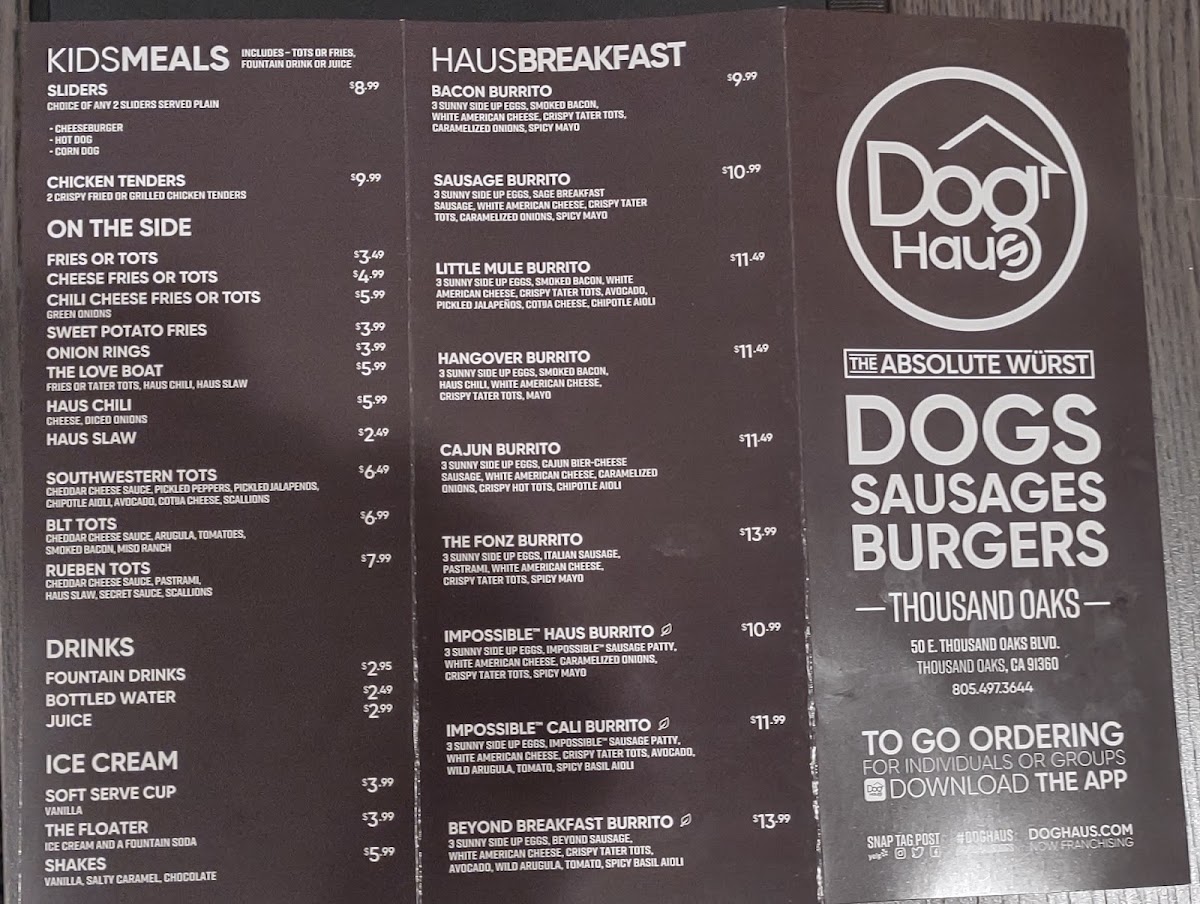 KIDSMEALS INCLUDES – TOTS OR FRIES,
FOUNTAIN DRINK OR JUICE
SLIDERS $8.99
CHOICE OF ANY 2 SLIDERS SERVED PLAIN
- CHEESEBURGER
- HOT DOG
- CORN DOG
CHICKEN TENDERS $9.99
2 CRISPY FRIED OR GRILLED CHICKEN TENDERS
ON THE SIDE
FRIES OR TOTS $3.49
CHEESE FRIES OR TOTS $4.99
CHILI CHEESE FRIES OR TOTS $5.99
GREEN ONIONS
SWEET POTATO FRIES $3.99
ONION RINGS $3.99
THE LOVE BOAT $5.99
FRIES OR TATER TOTS, HAUS CHILI, HAUS SLAW
HAUS CHILI $5.99
CHEESE, DICED ONIONS
HAUS SLAW $2.49
SOUTHWESTERN TOTS $6.49
CHEDDAR CHEESE SAUCE, PICKLED PEPPERS, PICKLED JALAPENOS,
CHIPOTLE AIOLI, AVOCADO, COTIJA CHEESE, SCALLIONS
BLT TOTS $6.99
CHEDDAR CHEESE SAUCE, ARUGULA, TOMATOES,
SMOKED BACON, MISO RANCH
RUEBEN TOTS $7.99
CHEDDAR CHEESE SAUCE, PASTRAMI,
HAUS SLAW, SECRET SAUCE, SCALLIONS
DRINKS
FOUNTAIN DRINKS $2.95
BOTTLED WATER $2.49
JUICE $2.99
ICE CREAM
SOFT SERVE CUP $3.99
VANILLA
THE FLOATER $3.99
ICE CREAM AND A FOUNTAIN SODA
SHAKES $5.99
VANILLA, SALTY CARAMEL, CHOCOLATE
HAUSBREAKFAST
BACON BURRITO $9.99
3 SUNNY SIDE UP EGGS, SMOKED BACON,
WHITE AMERICAN CHEESE, CRISPY TATER TOTS,
CARAMELIZED ONIONS, SPICY MAYO
SAUSAGE BURRITO $10.99
3 SUNNY SIDE UP EGGS, SAGE BREAKFAST
SAUSAGE, WHITE AMERICAN CHEESE, CRISPY TATER
TOTS, CARAMELIZED ONIONS, SPICY MAYO
LITTLE MULE BURRITO $11.49
3 SUNNY SIDE UP EGGS, SMOKED BACON, WHITE
AMERICAN CHEESE, CRISPY TATER TOTS, AVOCADO,
PICKLED JALAPEÑOS, COTIJA CHEESE, CHIPOTLE AIOLI
HANGOVER BURRITO $11.49
3 SUNNY SIDE UP EGGS, SMOKED BACON,
HAUS CHILI, WHITE AMERICAN CHEESE,
CRISPY TATER TOTS, MAYO
CAJUN BURRITO $11.49
3 SUNNY SIDE UP EGGS, CAJUN BIER-CHEESE
SAUSAGE, WHITE AMERICAN CHEESE, CARAMELIZED
ONIONS, CRISPY HOT TOTS, CHIPOTLE AIOLI
THE FONZ BURRITO $13.99
3 SUNNY SIDE UP EGGS, ITALIAN SAUSAGE,
PASTRAMI, WHITE AMERICAN CHEESE,
CRISPY TATER TOTS, SPICY MAYO
IMPOSSIBLE™ HAUS BURRITO $10.99
3 SUNNY SIDE UP EGGS, IMPOSSIBLE™ SAUSAGE PATTY,
WHITE AMERICAN CHEESE, CARAMELIZED ONIONS,
CRISPY TATER TOTS, SPICY MAYO
IMPOSSIBLE™ CALI BURRITO $11.99
3 SUNNY SIDE UP EGGS, IMPOSSIBLE™ SAUSAGE PATTY,
WHITE AMERICAN CHEESE, CRISPY TATER TOTS, AVOCADO,
WILD ARUGULA, TOMATO, SPICY BASIL AIOLI
BEYOND BREAKFAST BURRITO $13.99
3 SUNNY SIDE UP EGGS, BEYOND SAUSAGE,
WHITE AMERICAN CHEESE, CRISPY TATER TOTS,
AVOCADO, WILD ARUGULA, TOMATO, SPICY BASIL AIOLI
Dog
Haus
THE ABSOLUTE WÜRST
DOGS
SAUSAGES
BURGERS
— THOUSAND OAKS —
50 E. THOUSAND OAKS BLVD.
THOUSAND OAKS, CA 91360
805.497.3644
TO GO ORDERING
FOR INDIVIDUALS OR GROUPS
Dog Haus DOWNLOAD THE APP
SNAP TAG POST #DOGHAUS DOGHAUS.COM
yelp NOW FRANCHISING